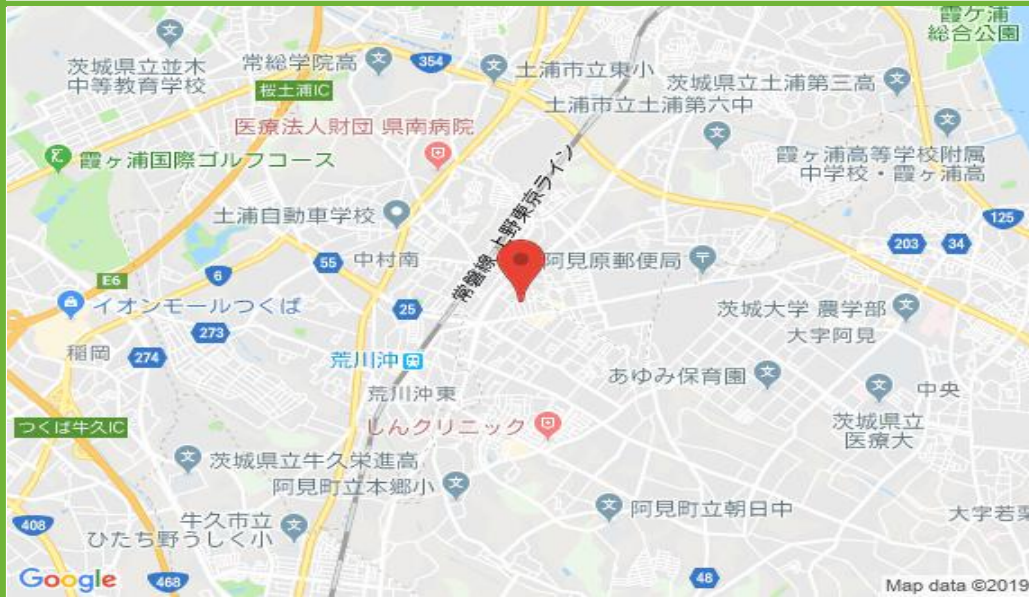 霞ケ浦
総合公園
茨城県立並木
中等教育学校
常総学院高
354
土浦市立東小
茨城県立土浦第三高
桜土浦IC
土浦市立土浦第六中
医療法人財団 県南病院
霞ヶ浦国際ゴルフコース
霞ヶ浦高等学校附属
中学校・霞ヶ浦高
常磐線-上野東京ライン
土浦自動車学校
125
203
34
55
中村南
阿見原郵便局
6
E6
イオンモールつくば
25
茨城大学 農学部
大字阿見
273
稲岡
274
荒川沖
あゆみ保育園
荒川沖東
中央
つくば牛久IC
しんクリニック
茨城県立
医療大
茨城県立牛久栄進高
阿見町立本郷小
阿見町立朝日中
大字若栗
408
牛久市立
ひたち野うしく小
Google
468
48
Map data ©2019